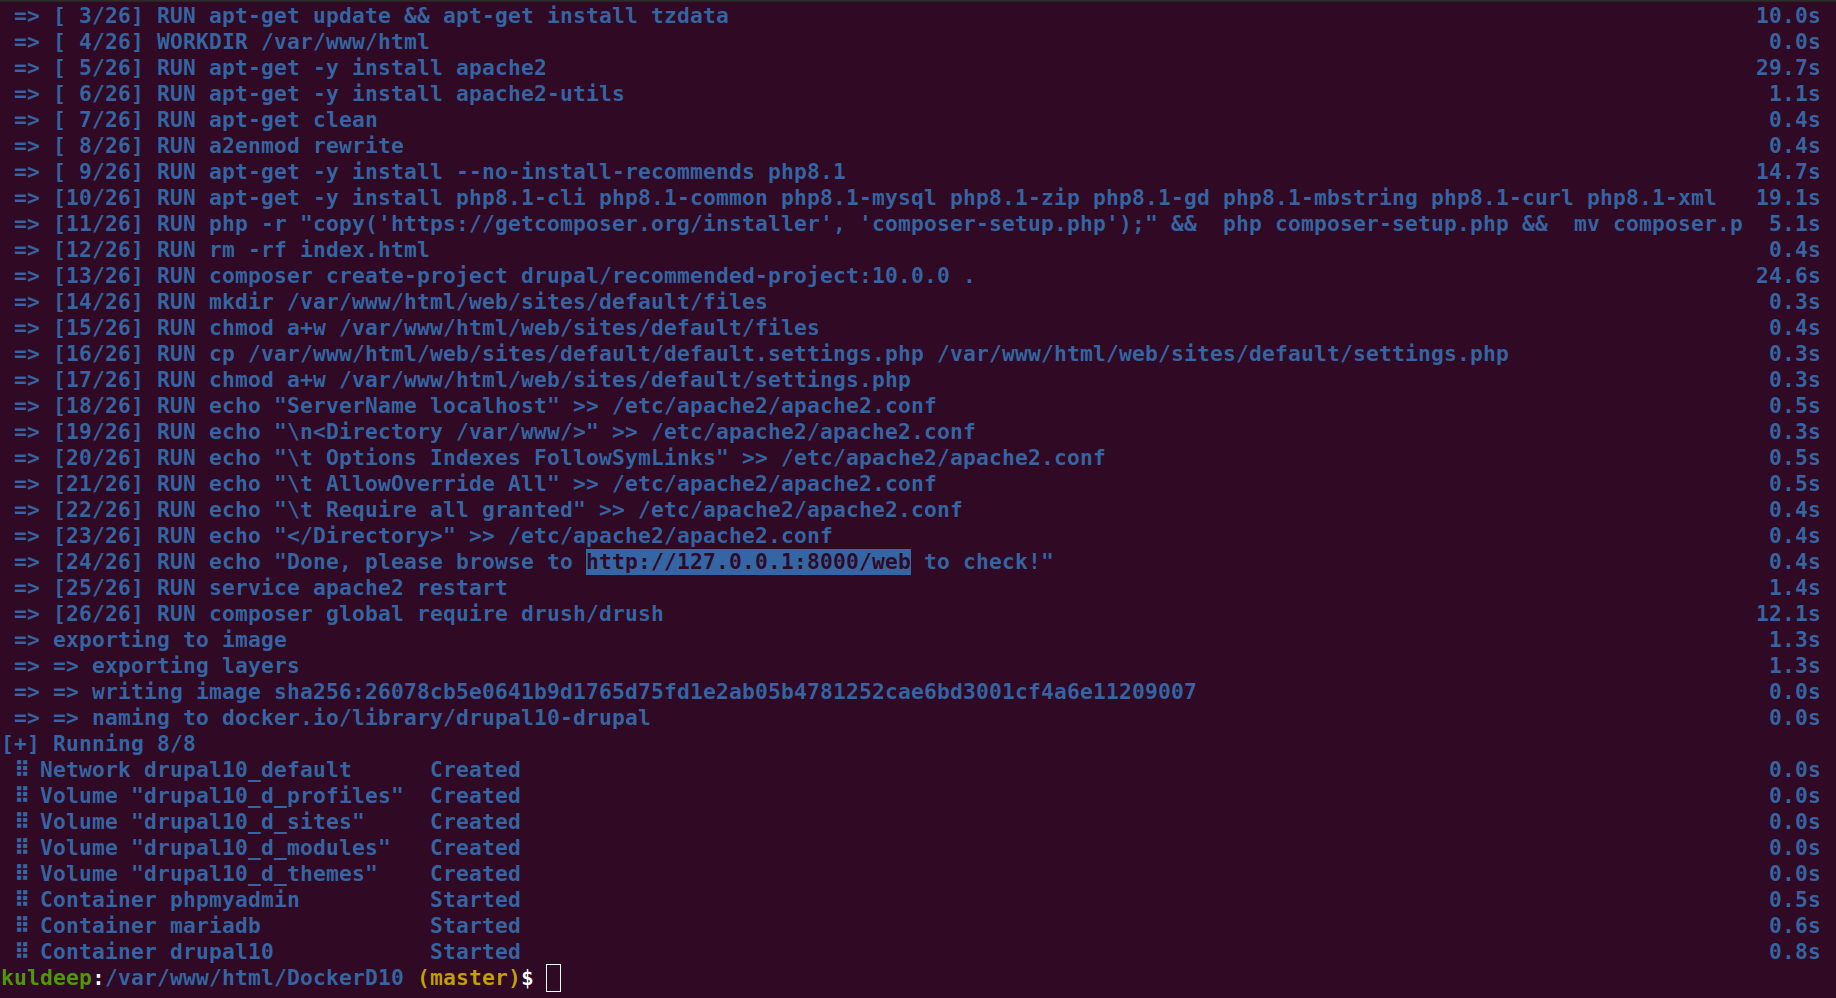 => [ 3/26] RUN apt-get update && apt-get install tzdata 10.0s
=> [ 4/26] WORKDIR /var/www/html 0.0s
=> [ 5/26] RUN apt-get -y install apache2 29.7s
=> [ 6/26] RUN apt-get -y install apache2-utils 1.1s
=> [ 7/26] RUN apt-get clean 0.4s
=> [ 8/26] RUN a2enmod rewrite 0.4s
=> [ 9/26] RUN apt-get -y install --no-install-recommends php8.1 14.7s
=> [10/26] RUN apt-get -y install php8.1-cli php8.1-common php8.1-mysql php8.1-zip php8.1-gd php8.1-mbstring php8.1-curl php8.1-xml 19.1s
=> [11/26] RUN php -r "copy('https://getcomposer.org/installer', 'composer-setup.php');" &&  php composer-setup.php &&  mv composer.p 5.1s
=> [12/26] RUN rm -rf index.html 0.4s
=> [13/26] RUN composer create-project drupal/recommended-project:10.0.0 . 24.6s
=> [14/26] RUN mkdir /var/www/html/web/sites/default/files 0.3s
=> [15/26] RUN chmod a+w /var/www/html/web/sites/default/files 0.4s
=> [16/26] RUN cp /var/www/html/web/sites/default/default.settings.php /var/www/html/web/sites/default/settings.php 0.3s
=> [17/26] RUN chmod a+w /var/www/html/web/sites/default/settings.php 0.3s
=> [18/26] RUN echo "ServerName localhost" >> /etc/apache2/apache2.conf 0.5s
=> [19/26] RUN echo "\n<Directory /var/www/>" >> /etc/apache2/apache2.conf 0.3s
=> [20/26] RUN echo "\t Options Indexes FollowSymLinks" >> /etc/apache2/apache2.conf 0.5s
=> [21/26] RUN echo "\t AllowOverride All" >> /etc/apache2/apache2.conf 0.5s
=> [22/26] RUN echo "\t Require all granted" >> /etc/apache2/apache2.conf 0.4s
=> [23/26] RUN echo "</Directory>" >> /etc/apache2/apache2.conf 0.4s
=> [24/26] RUN echo "Done, please browse to http://127.0.0.1:8000/web to check!" 0.4s
=> [25/26] RUN service apache2 restart 1.4s
=> [26/26] RUN composer global require drush/drush 12.1s
=> exporting to image 1.3s
=> => exporting layers 1.3s
=> => writing image sha256:26078cb5e0641b9d1765d75fd1e2ab05b4781252cae6bd3001cf4a6e11209007 0.0s
=> => naming to docker.io/library/drupal10-drupal 0.0s
[+] Running 8/8
⠿ Network drupal10_default Created 0.0s
⠿ Volume "drupal10_d_profiles" Created 0.0s
⠿ Volume "drupal10_d_sites" Created 0.0s
⠿ Volume "drupal10_d_modules" Created 0.0s
⠿ Volume "drupal10_d_themes" Created 0.0s
⠿ Container phpmyadmin Started 0.5s
⠿ Container mariadb Started 0.6s
⠿ Container drupal10 Started 0.8s
kuldeep:/var/www/html/DockerD10 (master)$